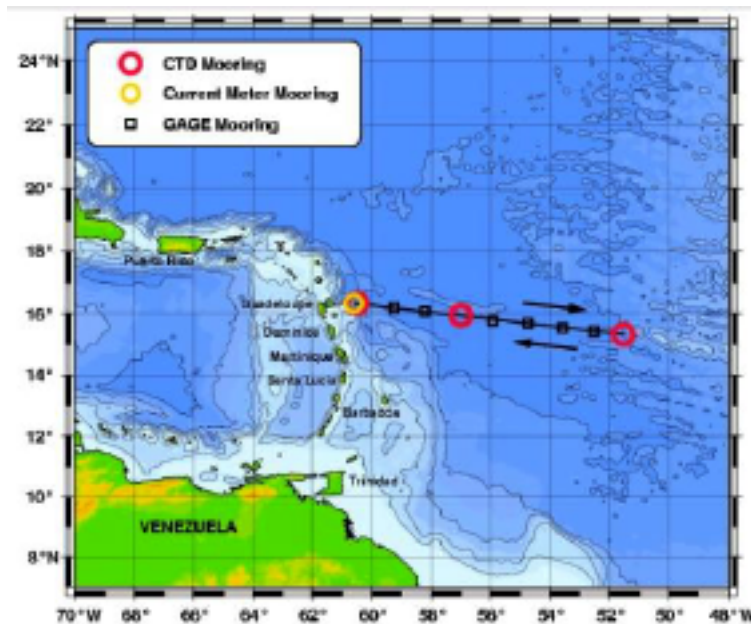 CTD Mooring
Current Meter Mooring
GAGE Mooring
24°N
22°
20°
18°
16°
14°
12°
10°
8°N
Puerto Rico
Guadeloupe
Dominica
Martinique
Santa Lucia
Barbados
Trinidad
VENEZUELA
70°W 68° 66° 64° 62° 60° 58° 56° 54° 52° 50° 48°W